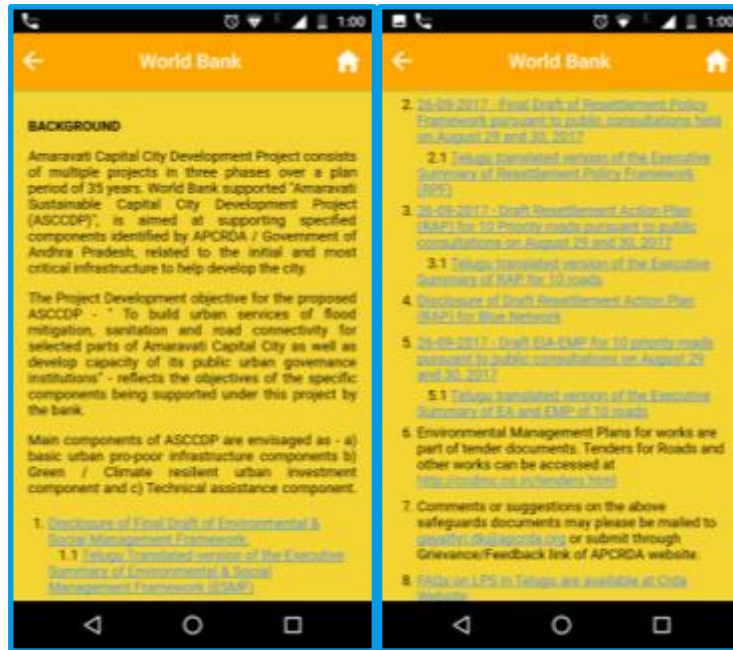 1:00
World Bank
BACKGROUND
Amaravati Capital City Development Project consists
of multiple projects in three phases over a plan
period of 35 years. World Bank supported "Amaravati
Sustainable Capital City Development Project
(ASCCDP)", is aimed at supporting specified
components identified by APCRDA / Government of
Andhra Pradesh, related to the initial and most
critical infrastructure to help develop the city.
The Project Development objective for the proposed
ASCCDP - " To build urban services of flood
mitigation, sanitation and road connectivity for
selected parts of Amaravati Capital City as well as
develop capacity of its public urban governance
institutions" - reflects the objectives of the specific
components being supported under this project by
the bank.
Main components of ASCCDP are envisaged as - a)
basic urban pro-poor infrastructure components b)
Green / Climate resilient urban investment
component and c) Technical assistance component.
1. Disclosure of Final Draft of Environmental &
Social Management Framework.
1.1 Telugu Translated version of the Executive
Summary of Environmental & Social
Management Framework (ESMF)
1:00
World Bank
2. 26-09-2017 - Final Draft of Resettlement Policy
Framework pursuant to public consultations held
on August 29 and 30, 2017
2.1 Telugu translated version of the Executive
Summary of Resettlement Policy Framework
(RPF)
3. 26-09-2017 - Draft Resettlement Action Plan
(RAP) for 10 Priority roads pursuant to public
consultations on August 29 and 30, 2017
3.1 Telugu translated version of the Executive
Summary of RAP for 10 roads
4. Disclosure of Draft Resettlement Action Plan
(RAP) for Blue Network
5. 26-09-2017 - Draft EIA-EMP for 10 priority roads
pursuant to public consultations on August 29
and 30, 2017
5.1 Telugu translated version of the Executive
Summary of EA and EMP of 10 roads
6. Environmental Management Plans for works are
part of tender documents. Tenders for Roads and
other works can be accessed at
7. Comments or suggestions on the above
safeguards documents may please be mailed to
or submit through
Grievance/Feedback link of APCRDA website.
8. FAQs on LPS in Telugu are available at Crda
Website